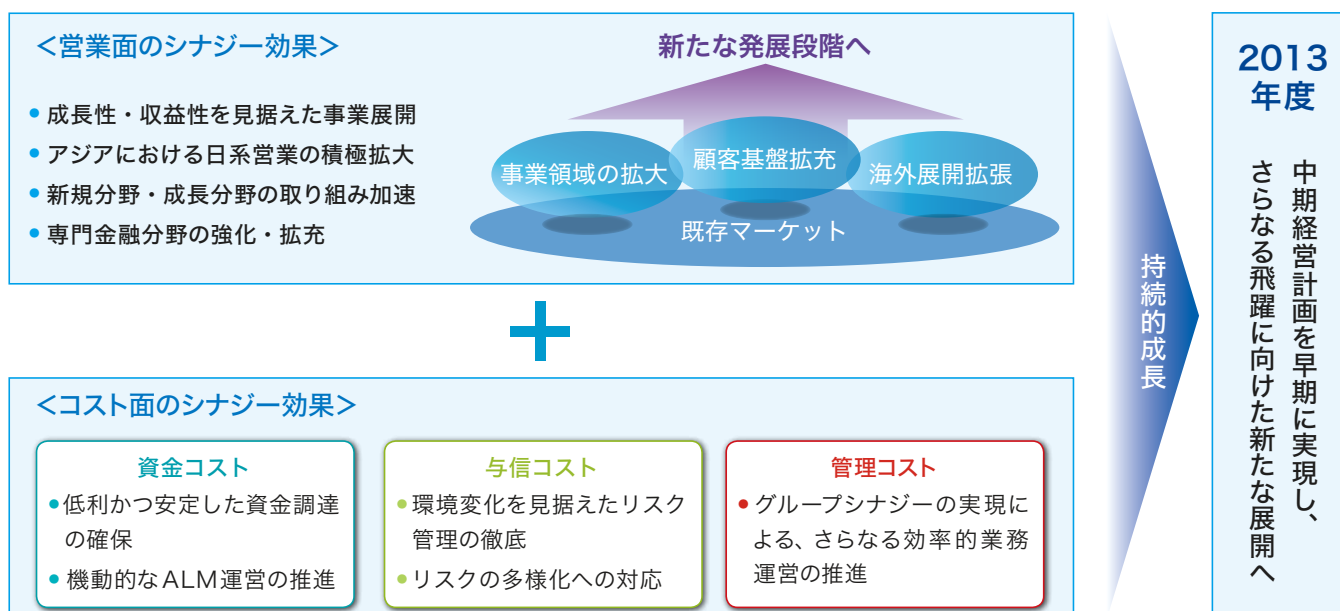 ＜営業面のシナジー効果＞
● 成長性・収益性を見据えた事業展開
● アジアにおける日系営業の積極拡大
● 新規分野・成長分野の取り組み加速
● 専門金融分野の強化・拡充
新たな発展段階へ
事業領域の拡大
顧客基盤拡充
海外展開拡張
既存マーケット
＋
＜コスト面のシナジー効果＞
資金コスト
● 低利かつ安定した資金調達
の確保
● 機動的なALM運営の推進
与信コスト
● 環境変化を見据えたリスク
管理の徹底
● リスクの多様化への対応
管理コスト
● グループシナジーの実現に
よる、さらなる効率的業務
運営の推進
持続的成長
2013
年度
中期経営計画を早期に実現し、
さらなる飛躍に向けた新たな展開へ